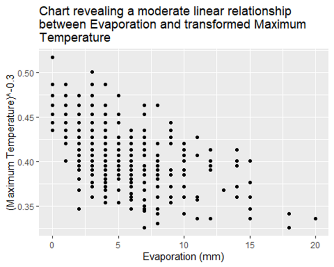 Chart revealing a moderate linear relationship
between Evaporation and transformed Maximum
Temperature
(Maximum Temperature)^-0.3
0.50
0.45
0.40
0.35
0
5
10
15
20
Evaporation (mm)